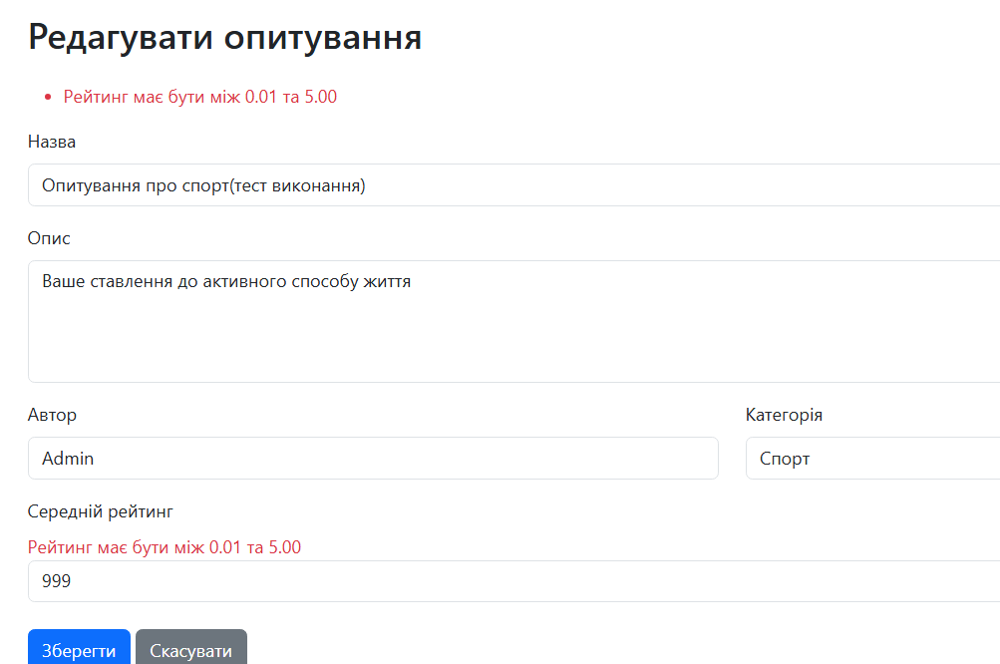 Редагувати опитування
Рейтинг має бути між 0.01 та 5.00
Назва
Опитування про спорт(тест виконання)
Опис
Ваше ставлення до активного способу життя
Автор
Категорія
Admin
Спорт
Середній рейтинг
Рейтинг має бути між 0.01 та 5.00
999
Зберегти
Скасувати